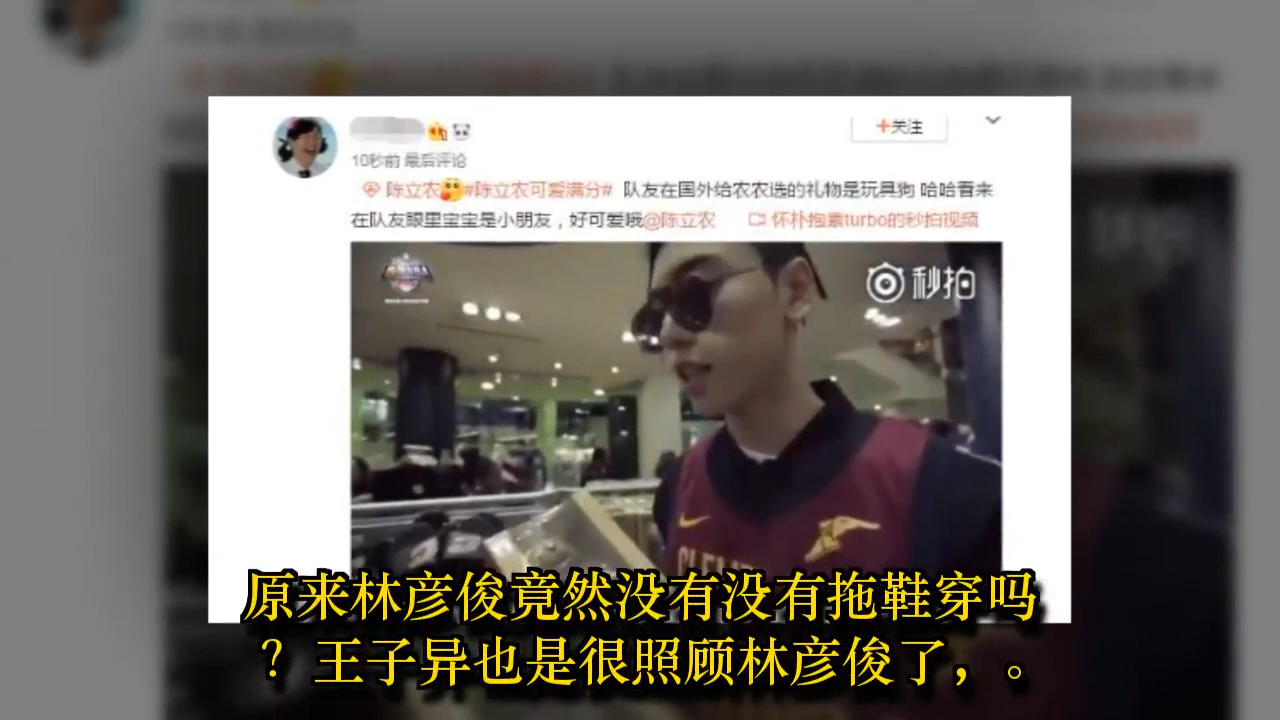 +关注
10秒前 最后评论
陈立农#陈立农可爱满分# 队友在国外给农农选的礼物是玩具狗 哈哈看来
在队友眼里宝宝是小朋友，好可爱哦@陈立农 怀朴抱素turbo的秒拍视频
秒拍
原来林彦俊竟然没有没有拖鞋穿吗
？王子异也是很照顾林彦俊了，。